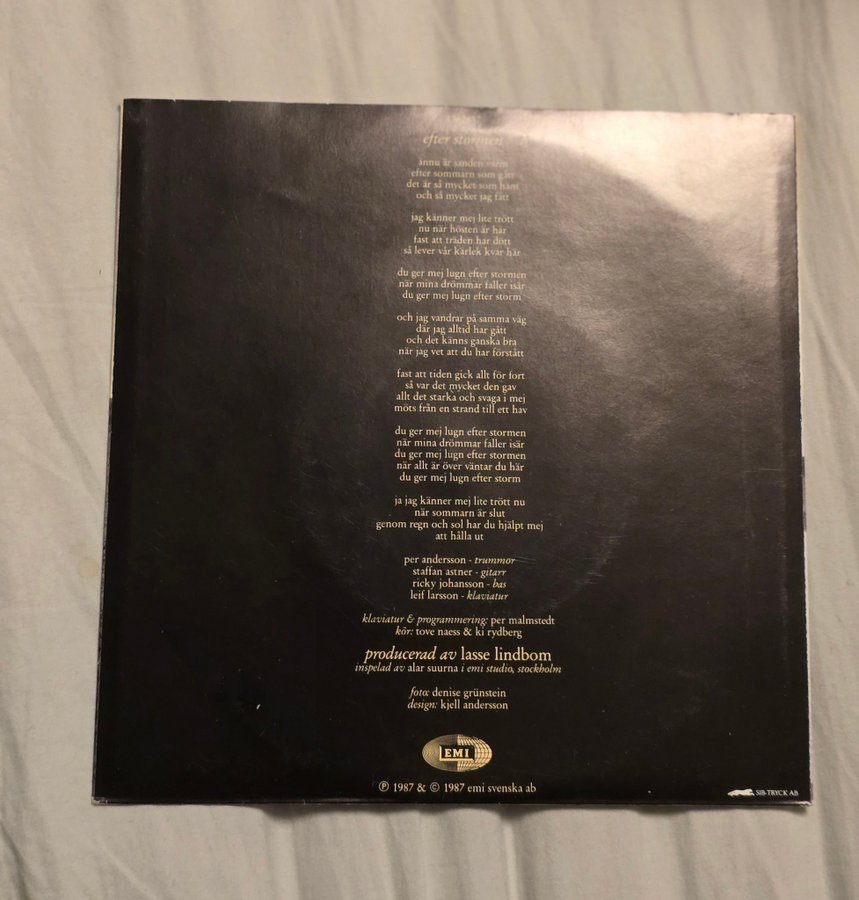 efter stormen
ännu är sanden varm
efter sommarn som gått
det är så mycket som hänt
och så mycket jag fått
jag känner mej lite trött
nu när hösten är här
fast att träden har dött
så lever vår kärlek kvar här
du ger mej lugn efter stormen
när mina drömmar faller isär
du ger mej lugn efter storm
och jag vandrar på samma väg
där jag alltid har gått
och det känns ganska bra
när jag vet att du har förstått
fast att tiden gick allt för fort
så var det mycket den gav
allt det starka och svaga i mej
möts från en strand till ett hav
du ger mej lugn efter stormen
när mina drömmar faller isär
du ger mej lugn efter stormen
när allt är över väntar du här
du ger mej lugn efter storm
ja jag känner mej lite trött nu
när sommarn är slut
genom regn och sol har du hjälpt mej
att hålla ut
per andersson - trummor
staffan astner - gitarr
ricky johansson - bas
leif larsson - klaviatur
klaviatur & programmering: per malmstedt
kör: tove naess & ki rydberg
producerad av lasse lindbom
inspelad av alar suurna i emi studio, stockholm
foto: denise grünstein
design: kjell andersson
EMI
℗ 1987 & © 1987 emi svenska ab
SIB-TRYCK AB